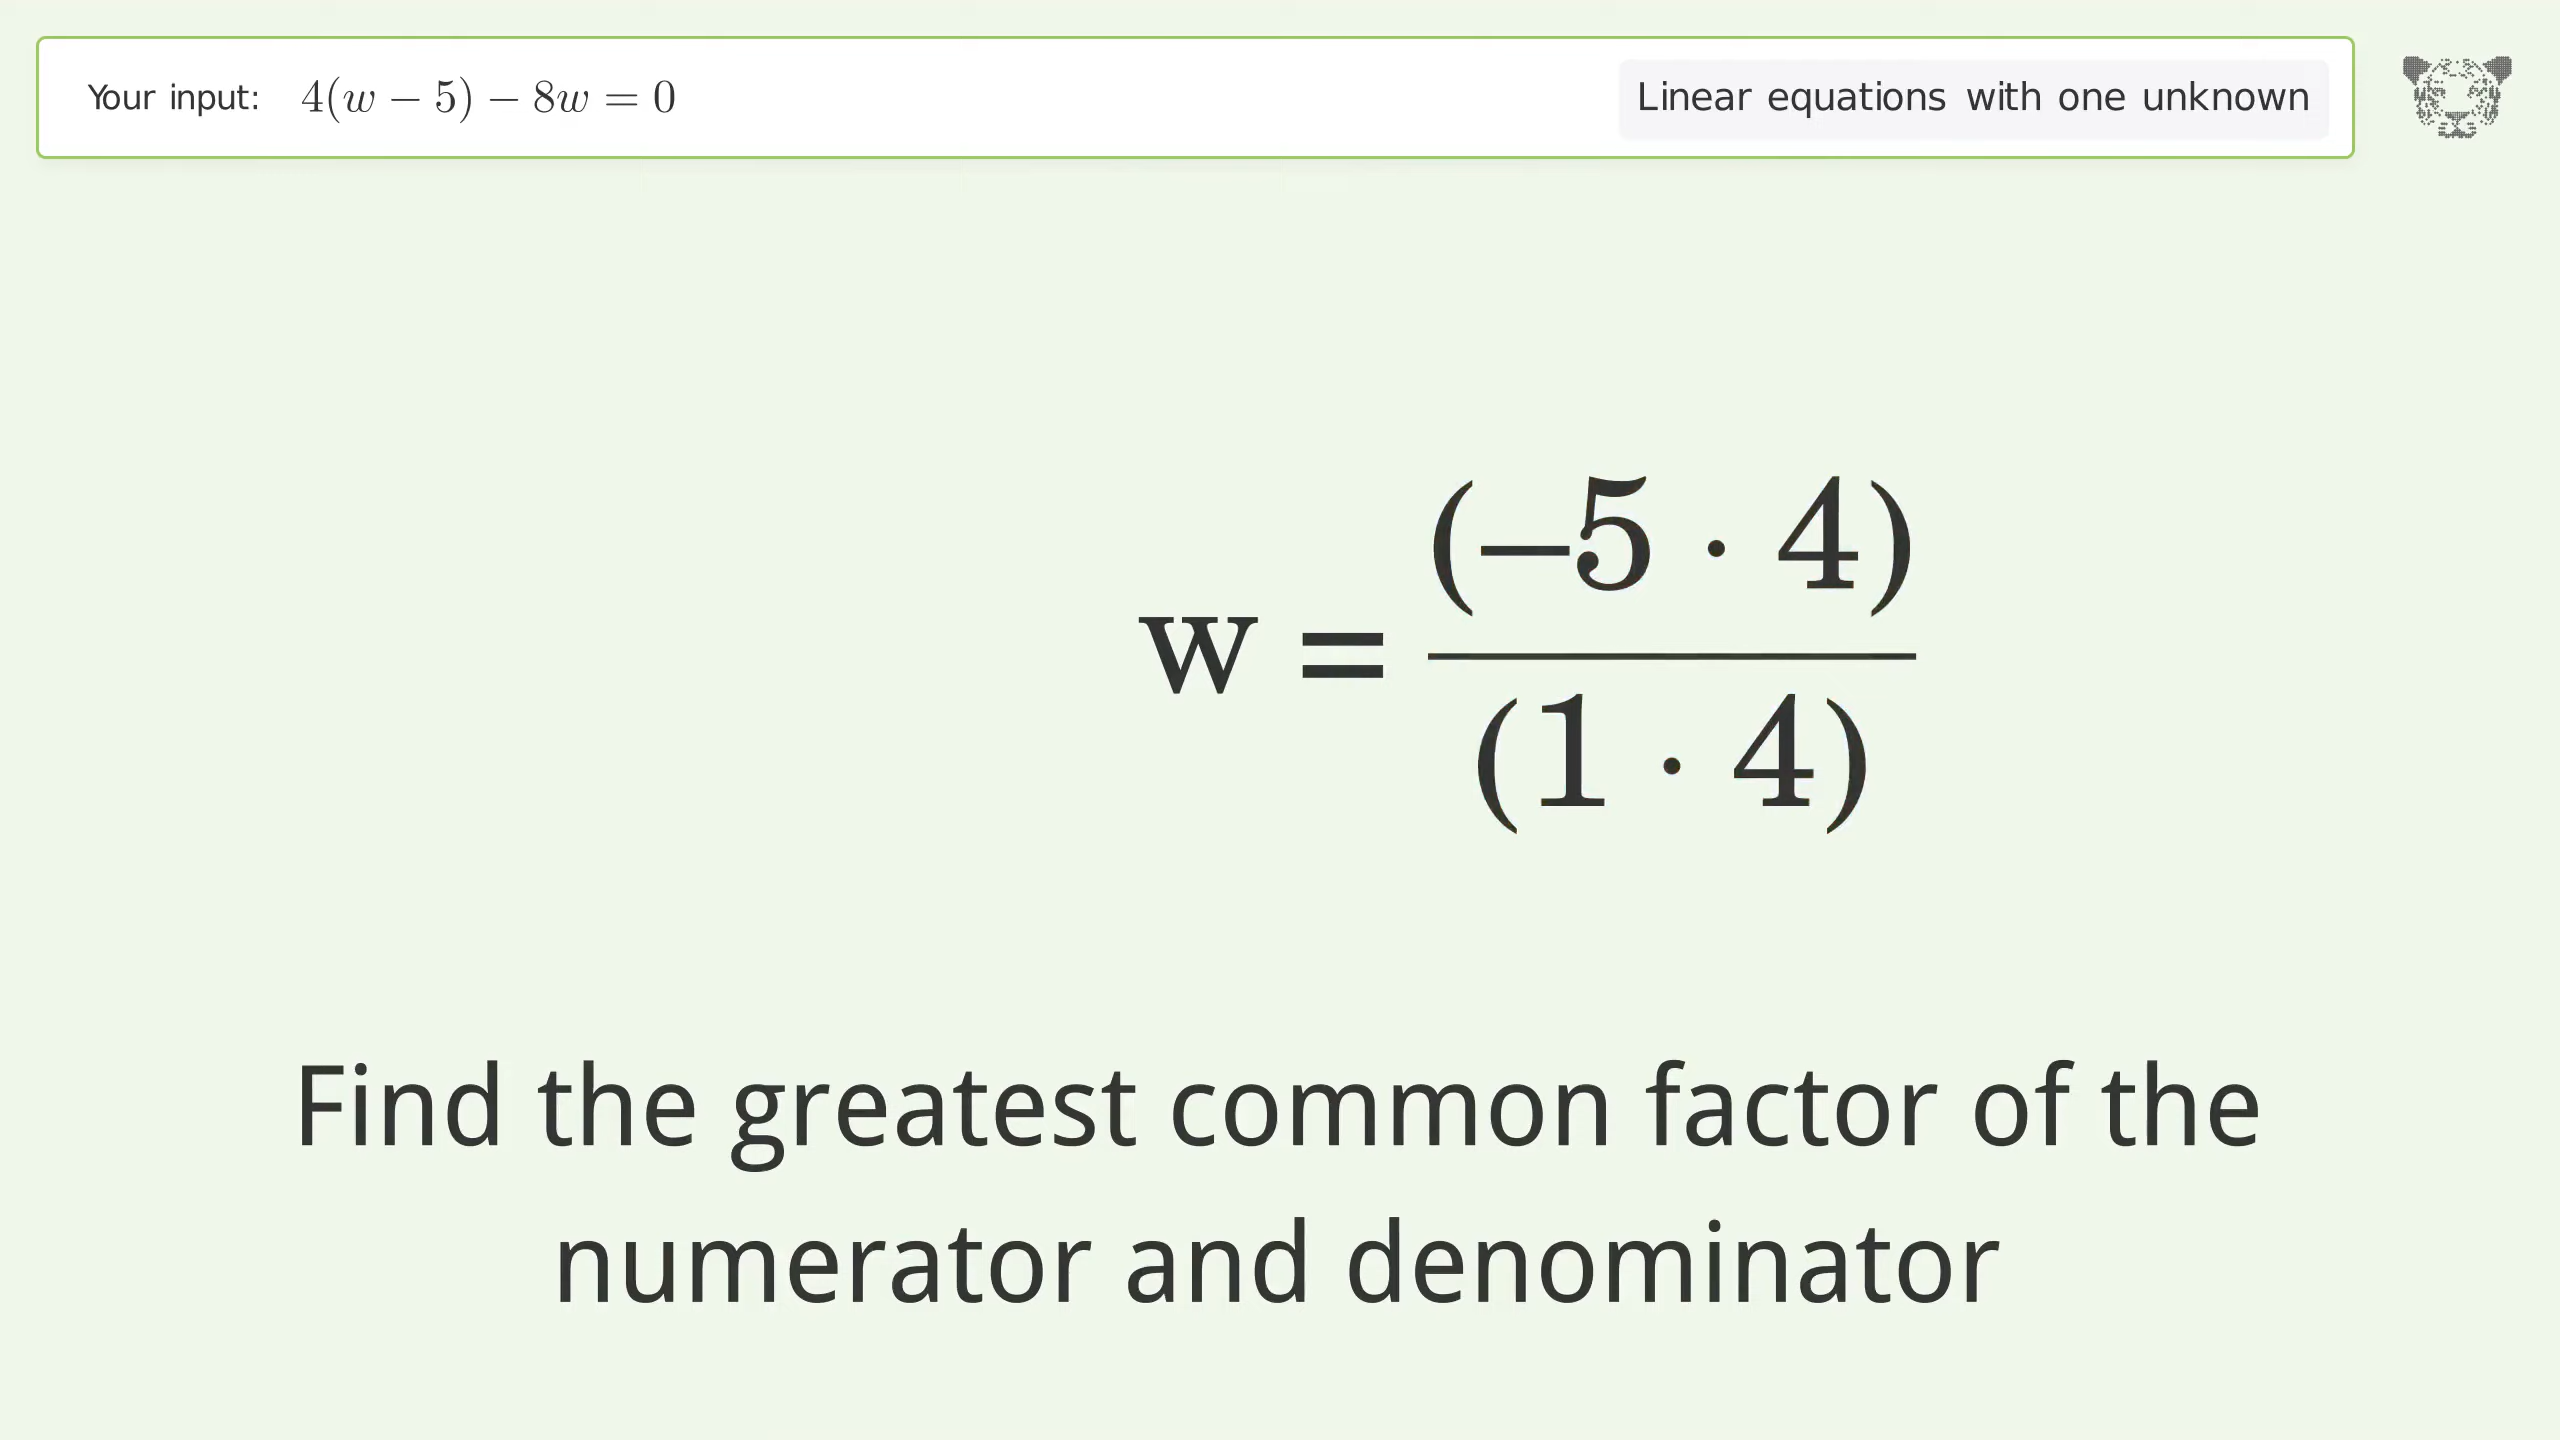 Your input: 4(w − 5) − 8w = 0
Linear equations with one unknown
w = (−5 · 4) / (1 · 4)
Find the greatest common factor of the
numerator and denominator